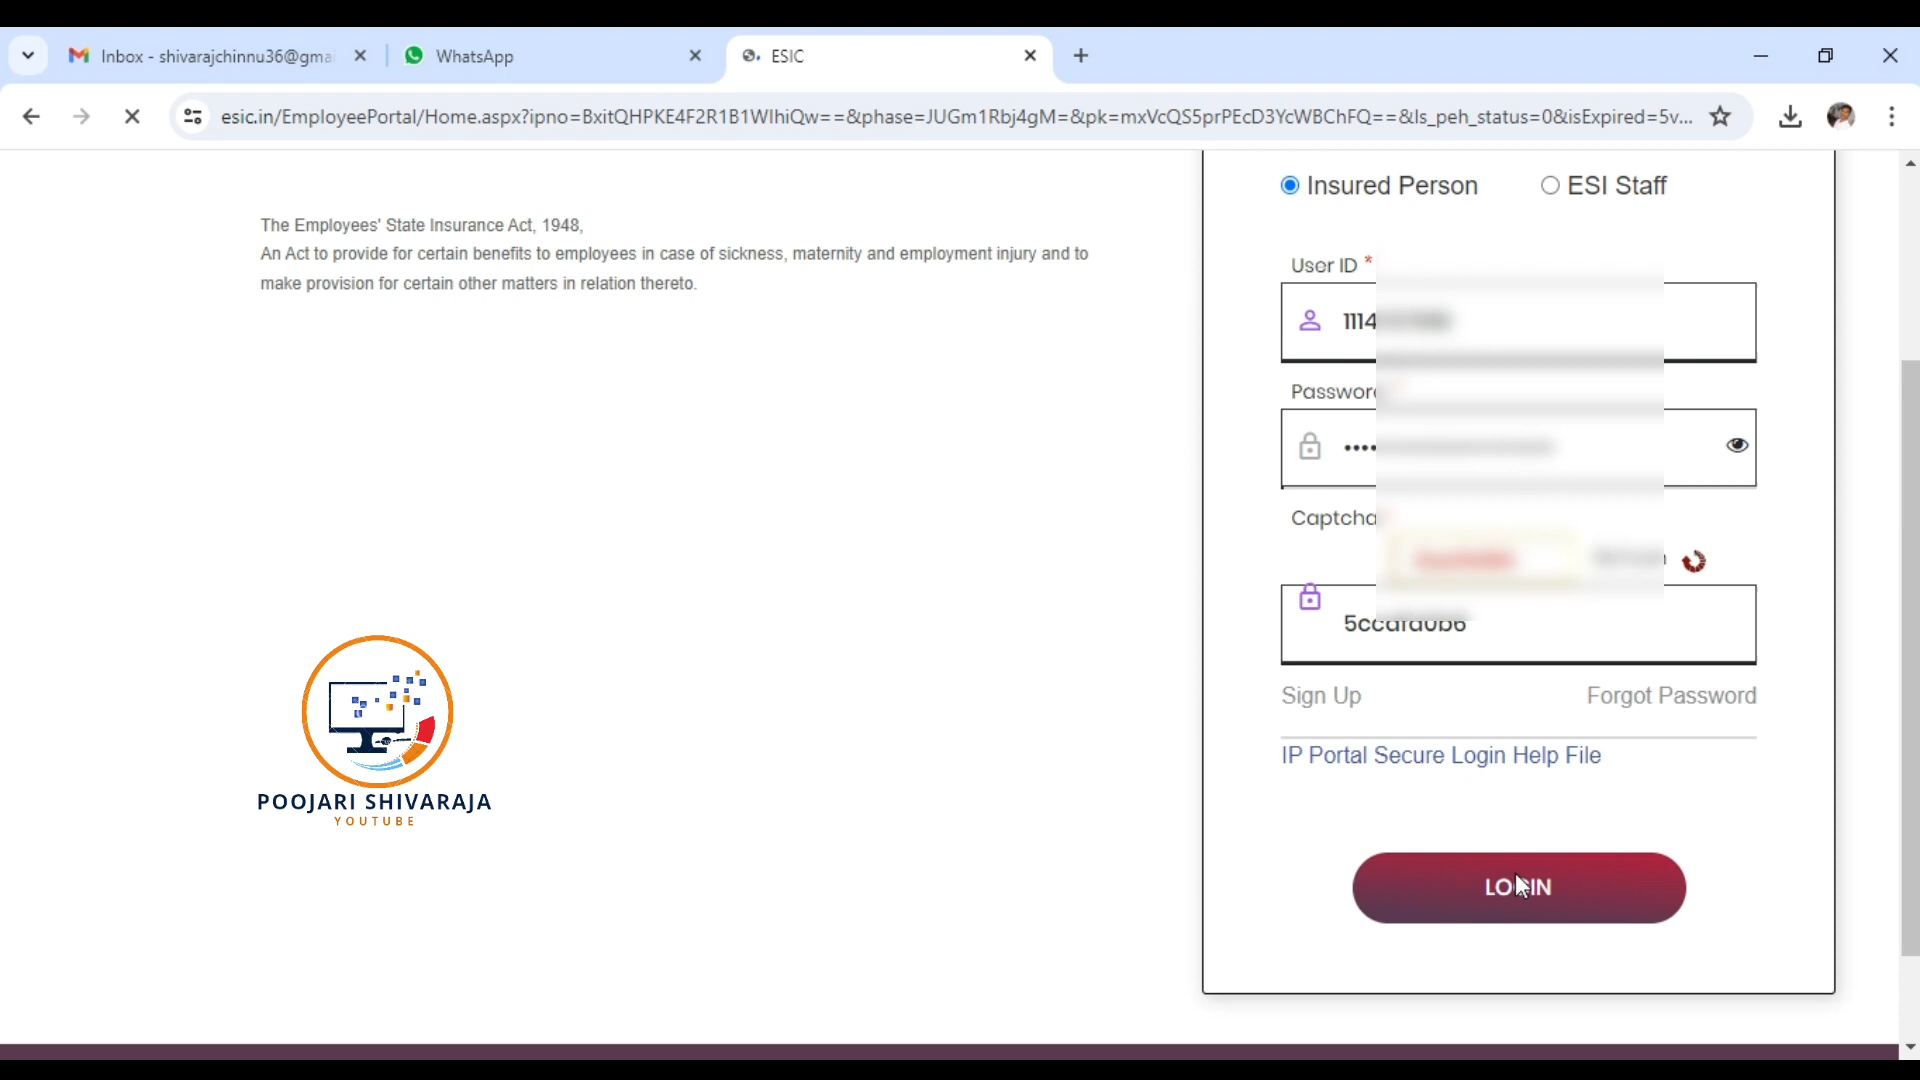 Inbox - shivarajchinnu36@gma
WhatsApp
ESIC
esic.in/EmployeePortal/Home.aspx?ipno=BxitQHPKE4F2R1B1WIhiQw==&phase=JUGm1Rbj4gM=&pk=mxVcQS5prPEcD3YcWBChFQ==&Is_peh_status=0&isExpired=5v...
Insured Person
ESI Staff
The Employees' State Insurance Act, 1948,
An Act to provide for certain benefits to employees in case of sickness, maternity and employment injury and to
make provision for certain other matters in relation thereto.
User ID *
1114
Password
••••
Captcha
Sign Up
Forgot Password
IP Portal Secure Login Help File
LOGIN
POOJARI SHIVARAJA
YOUTUBE